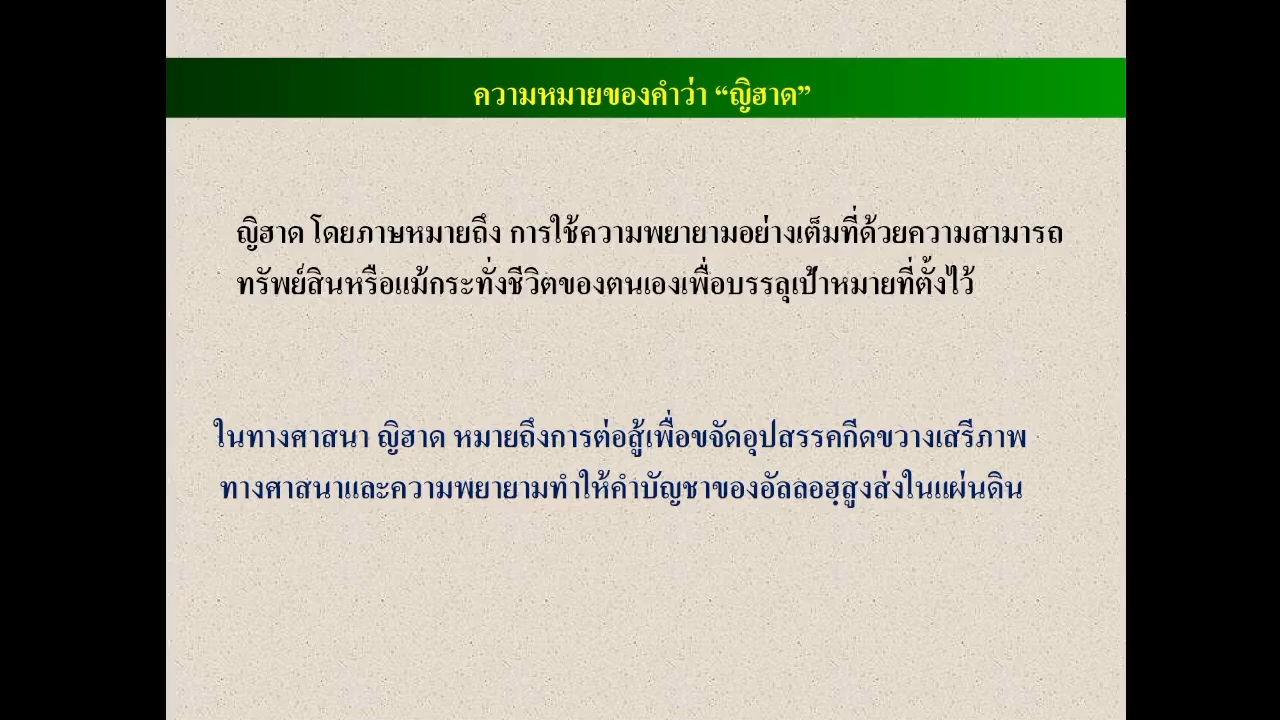 ความหมายของคำว่า “ญิฮาด”
ญิฮาด โดยภาษหมายถึง การใช้ความพยายามอย่างเต็มที่ด้วยความสามารถ
ทรัพย์สินหรือแม้กระทั่งชีวิตของตนเองเพื่อบรรลุเป้าหมายที่ตั้งไว้
ในทางศาสนา ญิฮาด หมายถึงการต่อสู้เพื่อขจัดอุปสรรคกีดขวางเสรีภาพ
ทางศาสนาและความพยายามทำให้คำบัญชาของอัลลอฮฺสูงส่งในแผ่นดิน